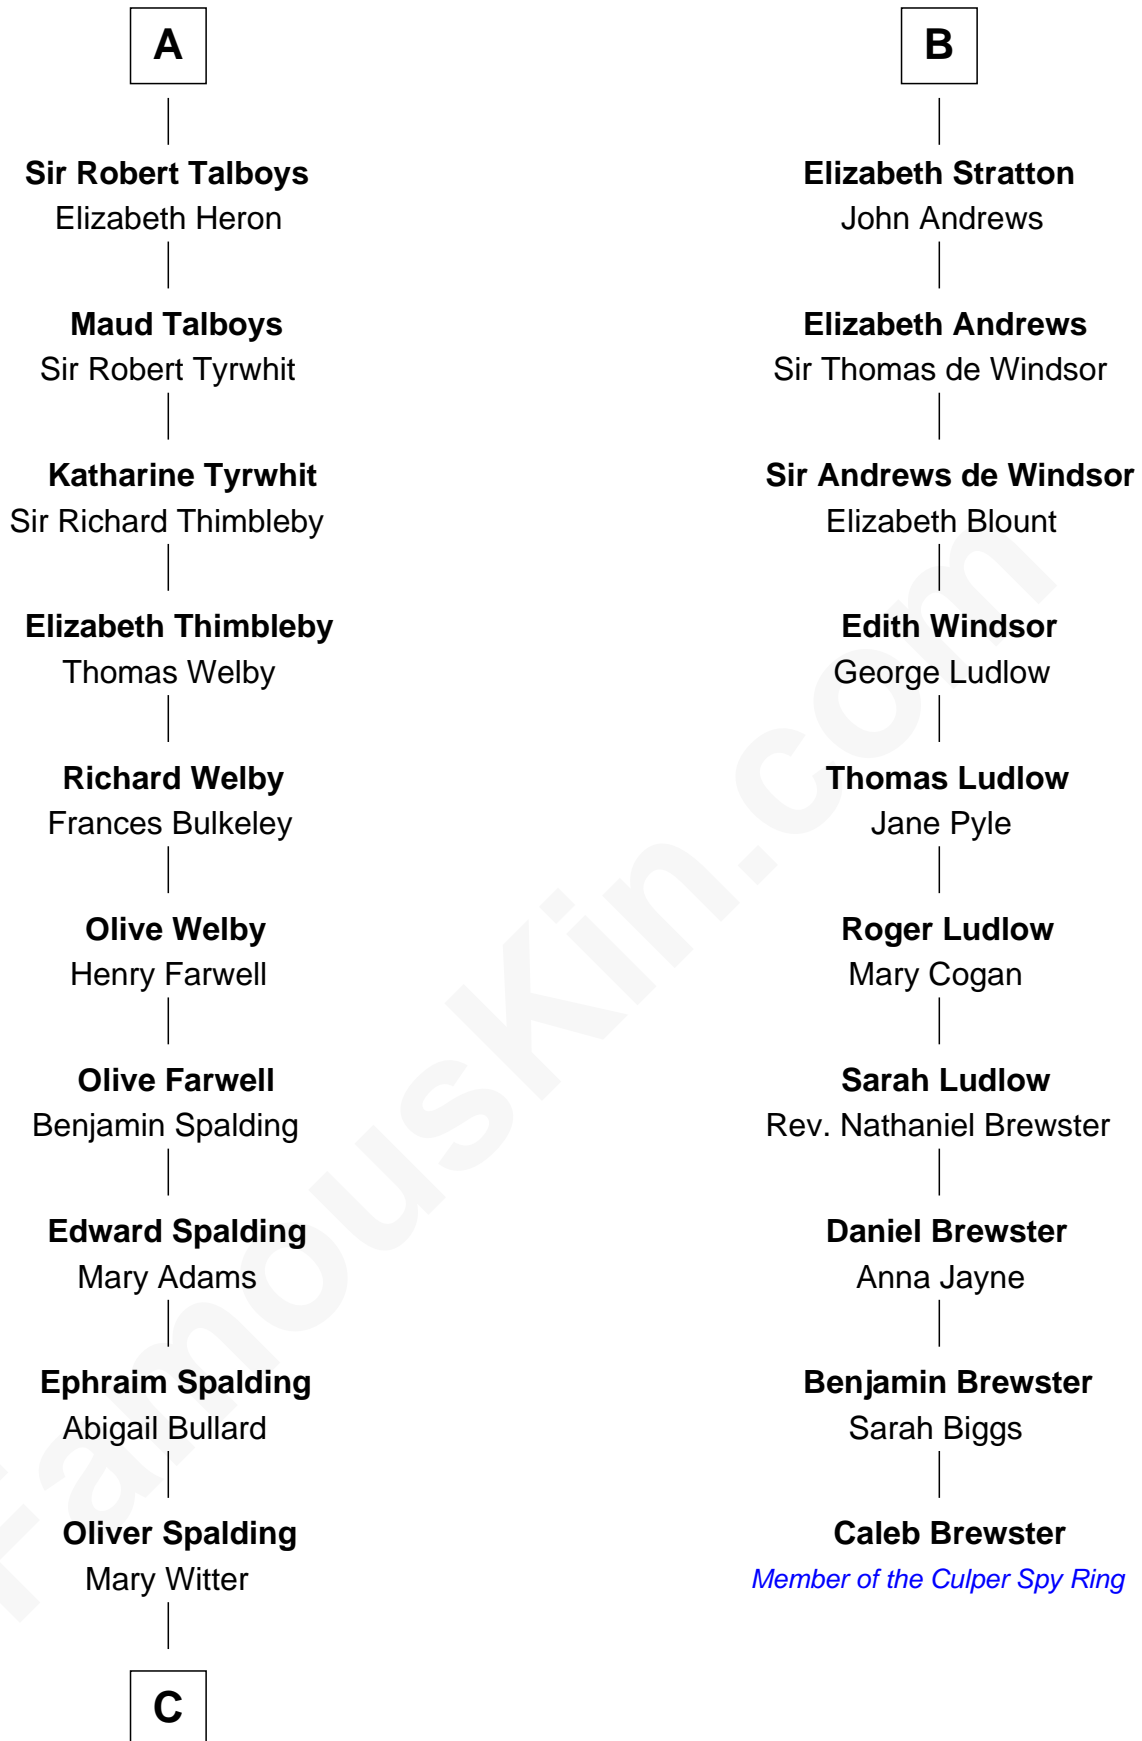 A
Sir Robert Talboys
Elizabeth Heron
Maud Talboys
Sir Robert Tyrwhit
Katharine Tyrwhit
Sir Richard Thimbleby
Elizabeth Thimbleby
Thomas Welby
Richard Welby
Frances Bulkeley
Olive Welby
Henry Farwell
Olive Farwell
Benjamin Spalding
Edward Spalding
Mary Adams
Ephraim Spalding
Abigail Bullard
Oliver Spalding
Mary Witter
C
B
Elizabeth Stratton
John Andrews
Elizabeth Andrews
Sir Thomas de Windsor
Sir Andrews de Windsor
Elizabeth Blount
Edith Windsor
George Ludlow
Thomas Ludlow
Jane Pyle
Roger Ludlow
Mary Cogan
Sarah Ludlow
Rev. Nathaniel Brewster
Daniel Brewster
Anna Jayne
Benjamin Brewster
Sarah Biggs
Caleb Brewster
Member of the Culper Spy Ring
FamousKin.com